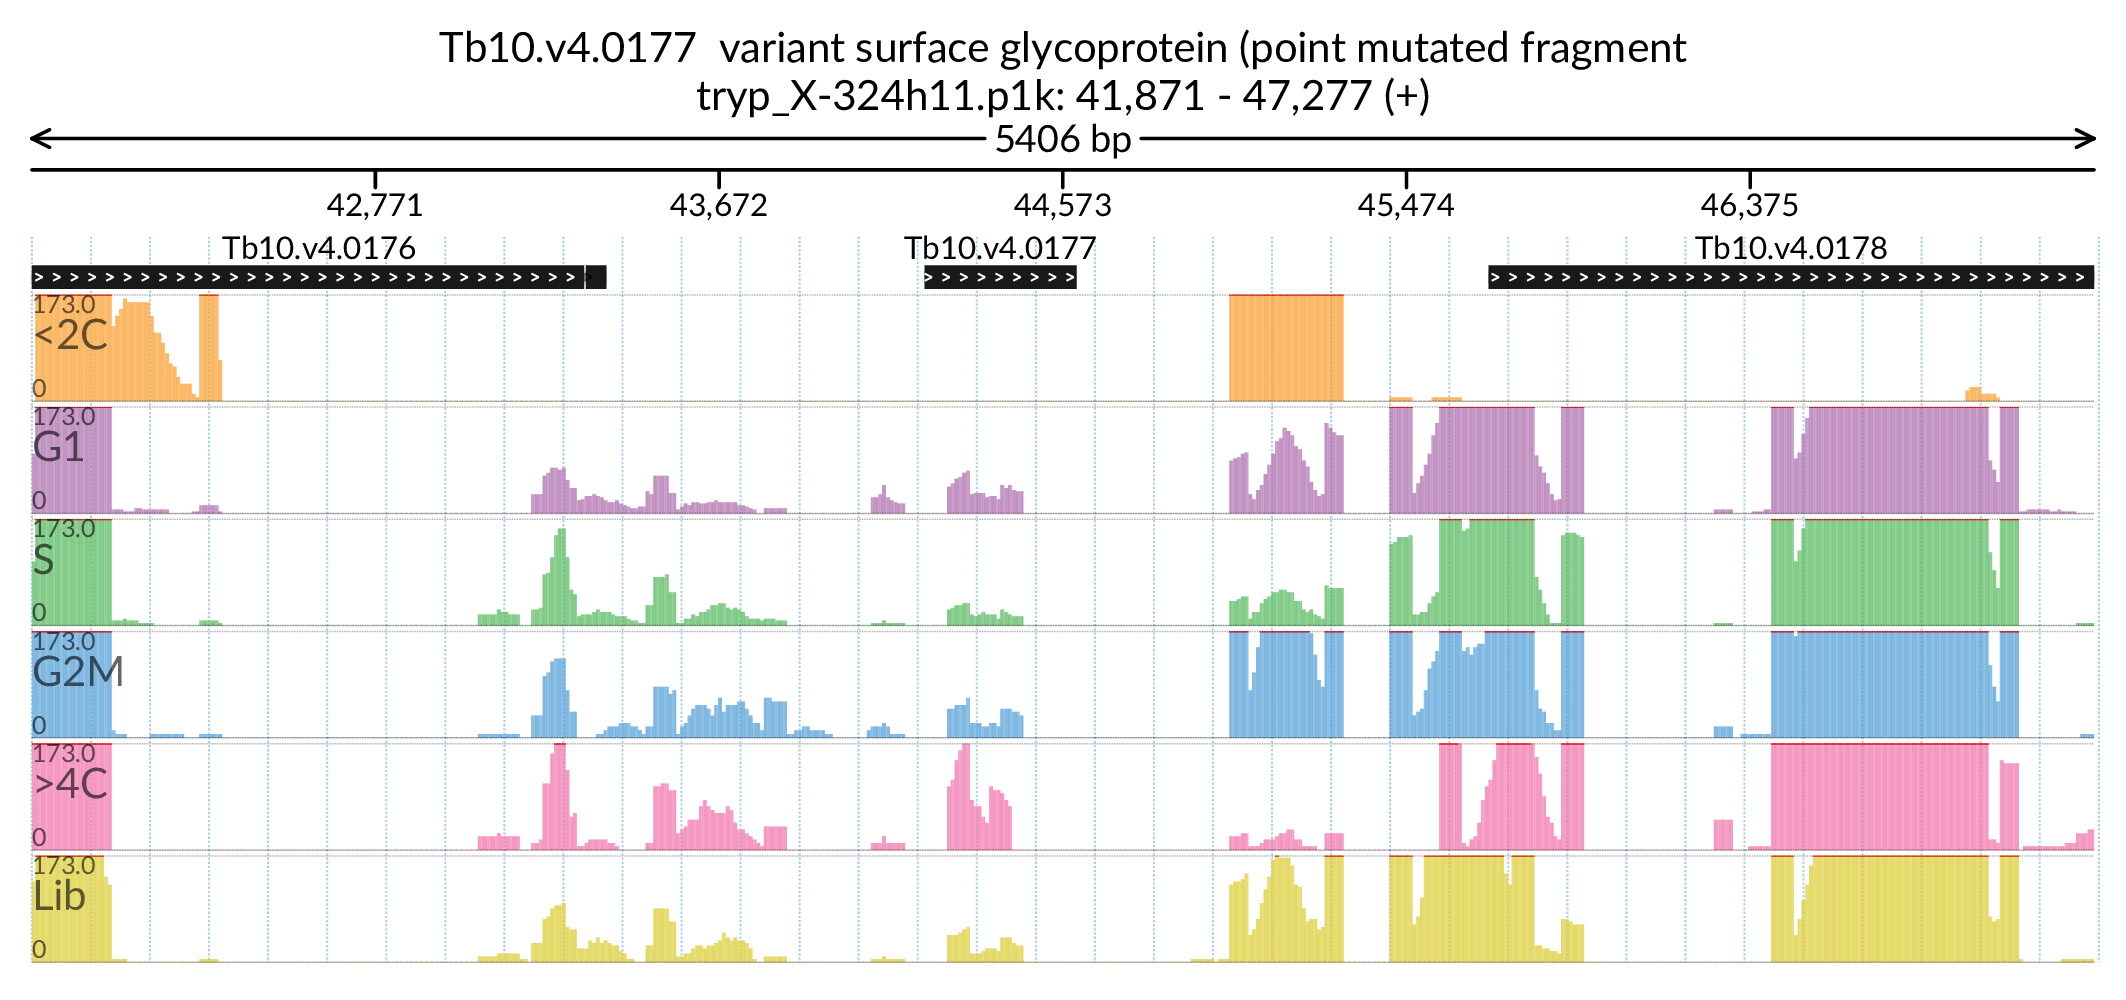 Tb10.v4.0177 variant surface glycoprotein (point mutated fragment
tryp_X-324h11.p1k: 41,871 - 47,277 (+)
5406 bp
42,771 43,672 44,573 45,474 46,375
Tb10.v4.0176 Tb10.v4.0177 Tb10.v4.0178
173.0
<2C
0
173.0
G1
0
173.0
S
0
173.0
G2M
0
173.0
>4C
0
173.0
Lib
0